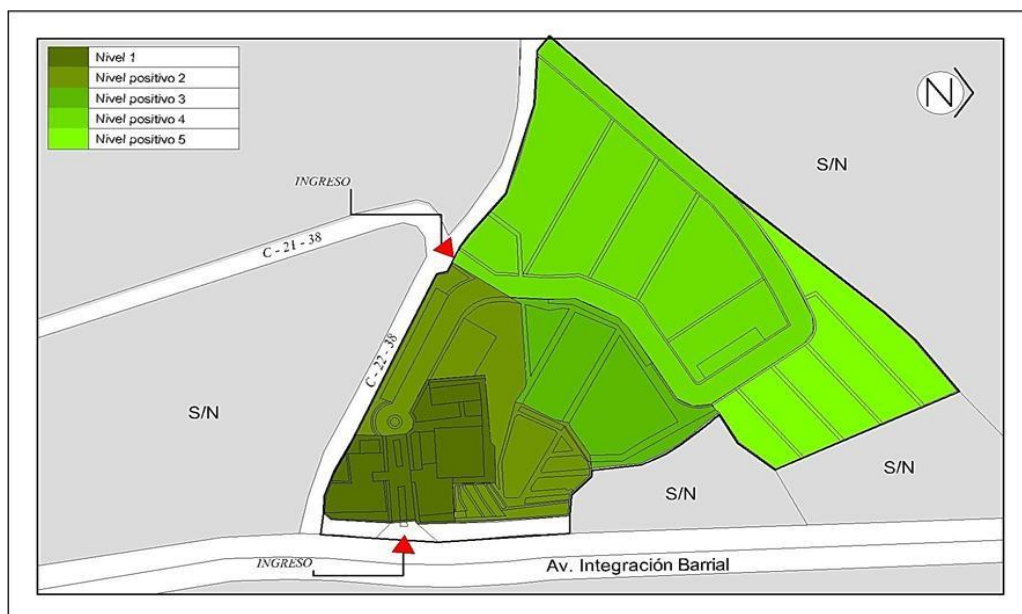 Nivel 1
Nivel positivo 2
Nivel positivo 3
Nivel positivo 4
Nivel positivo 5
N
S/N
INGRESO
C - 21 - 38
C - 22 - 38
S/N
S/N
S/N
INGRESO
Av. Integración Barrial